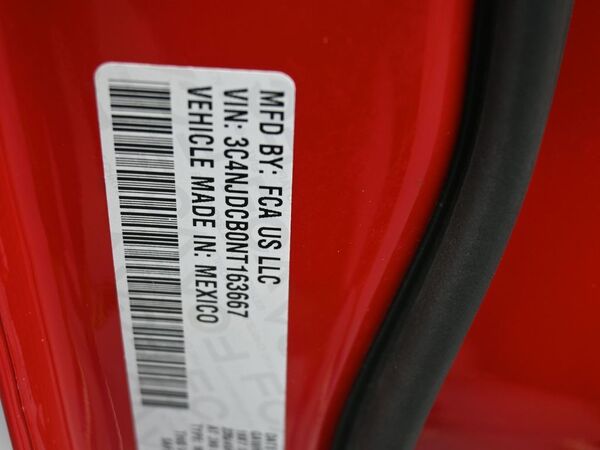 MFD BY: FCA US LLC
VIN: 3C4NJDCB0NT163667
VEHICLE MADE IN: MEXICO